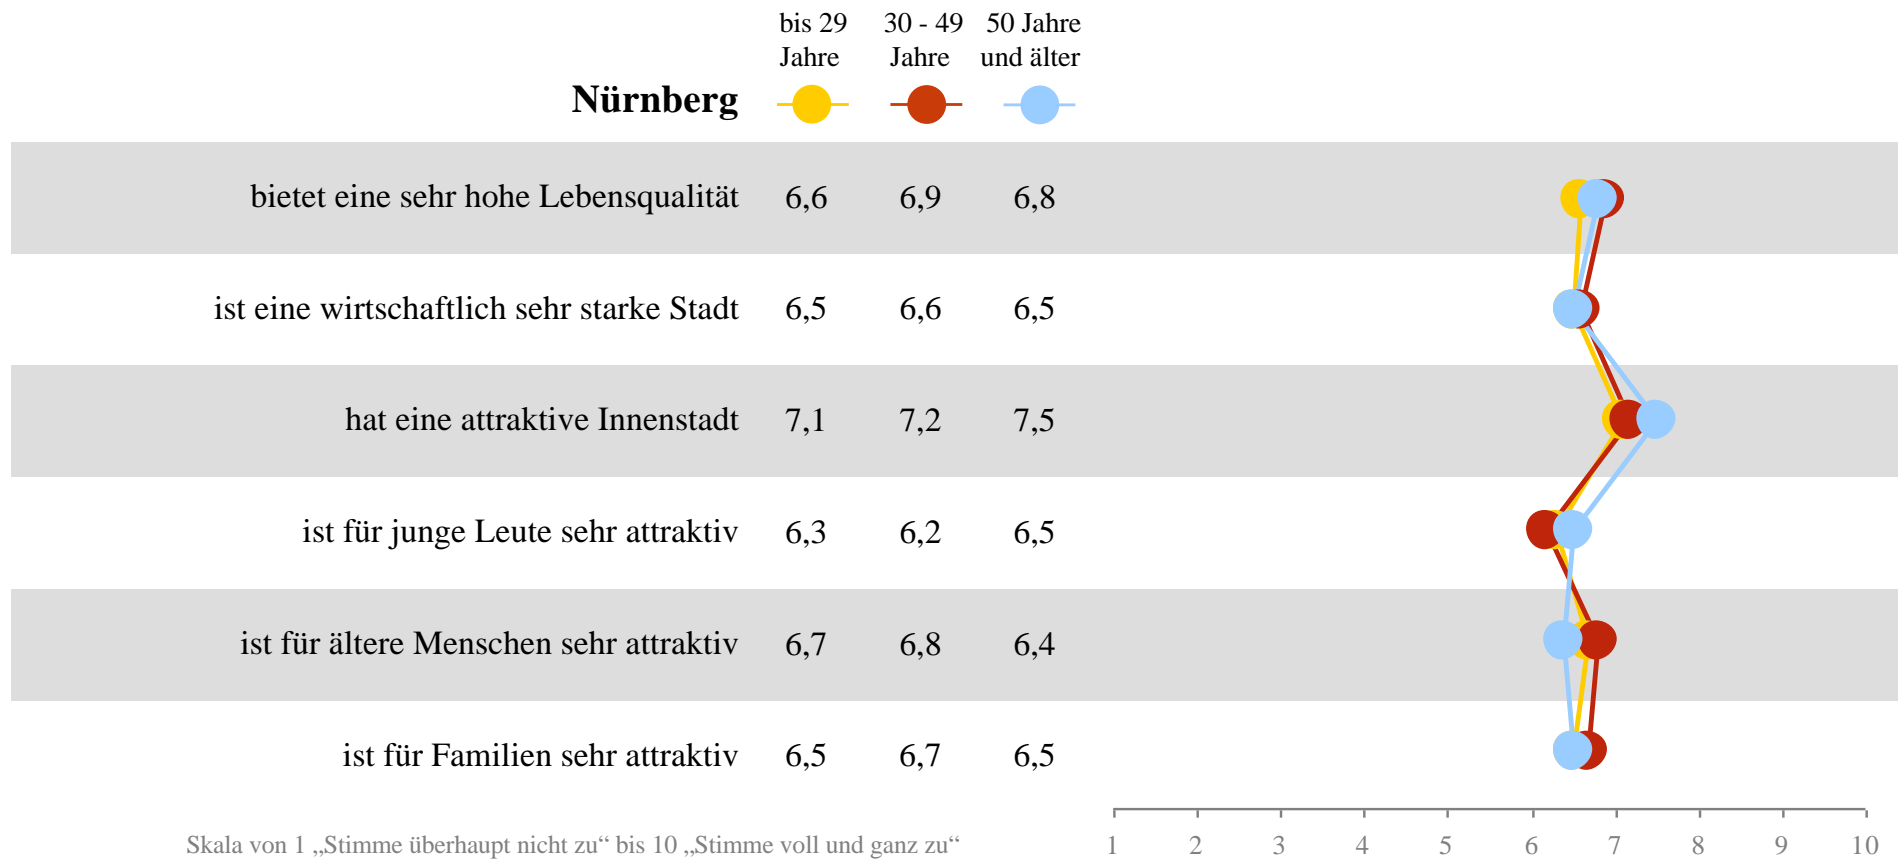 bis 29 30 - 49 50 Jahre
Jahre Jahre und älter
Nürnberg
bietet eine sehr hohe Lebensqualität 6,6 6,9 6,8
ist eine wirtschaftlich sehr starke Stadt 6,5 6,6 6,5
hat eine attraktive Innenstadt 7,1 7,2 7,5
ist für junge Leute sehr attraktiv 6,3 6,2 6,5
ist für ältere Menschen sehr attraktiv 6,7 6,8 6,4
ist für Familien sehr attraktiv 6,5 6,7 6,5
Skala von 1 „Stimme überhaupt nicht zu“ bis 10 „Stimme voll und ganz zu“ 1 2 3 4 5 6 7 8 9 10